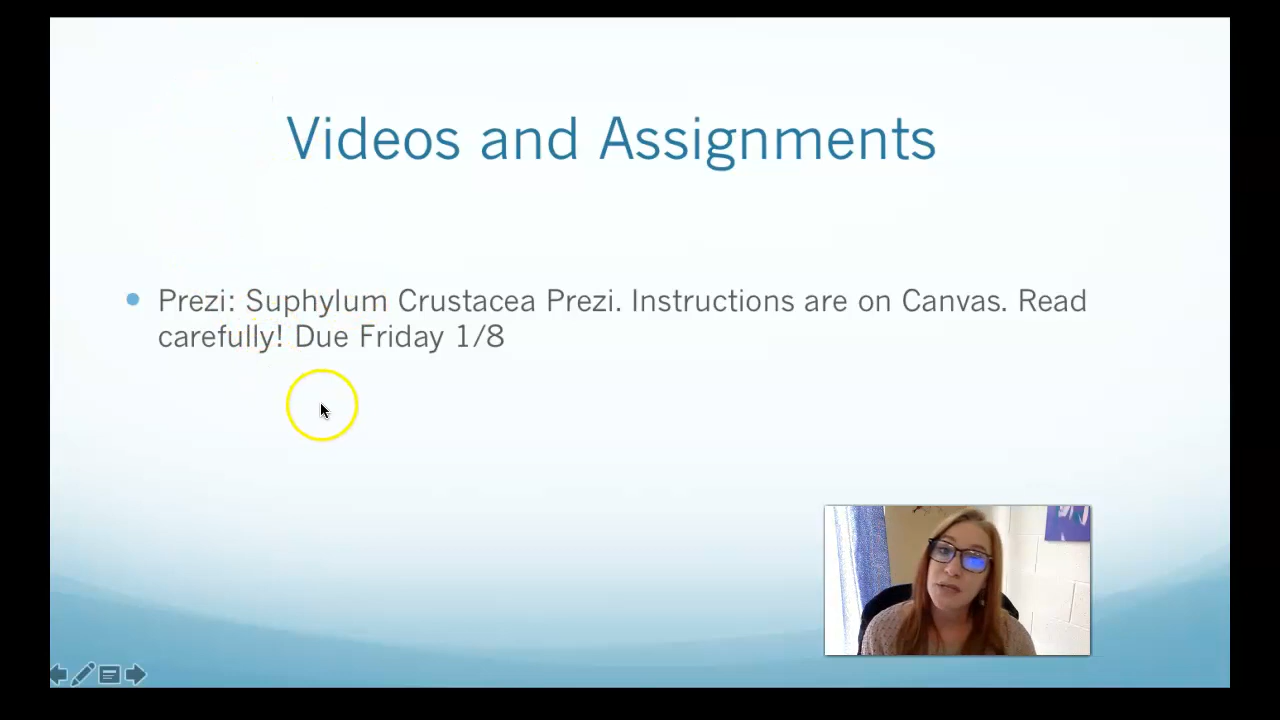 Videos and Assignments
Prezi: Suphylum Crustacea Prezi. Instructions are on Canvas. Read
carefully! Due Friday 1/8